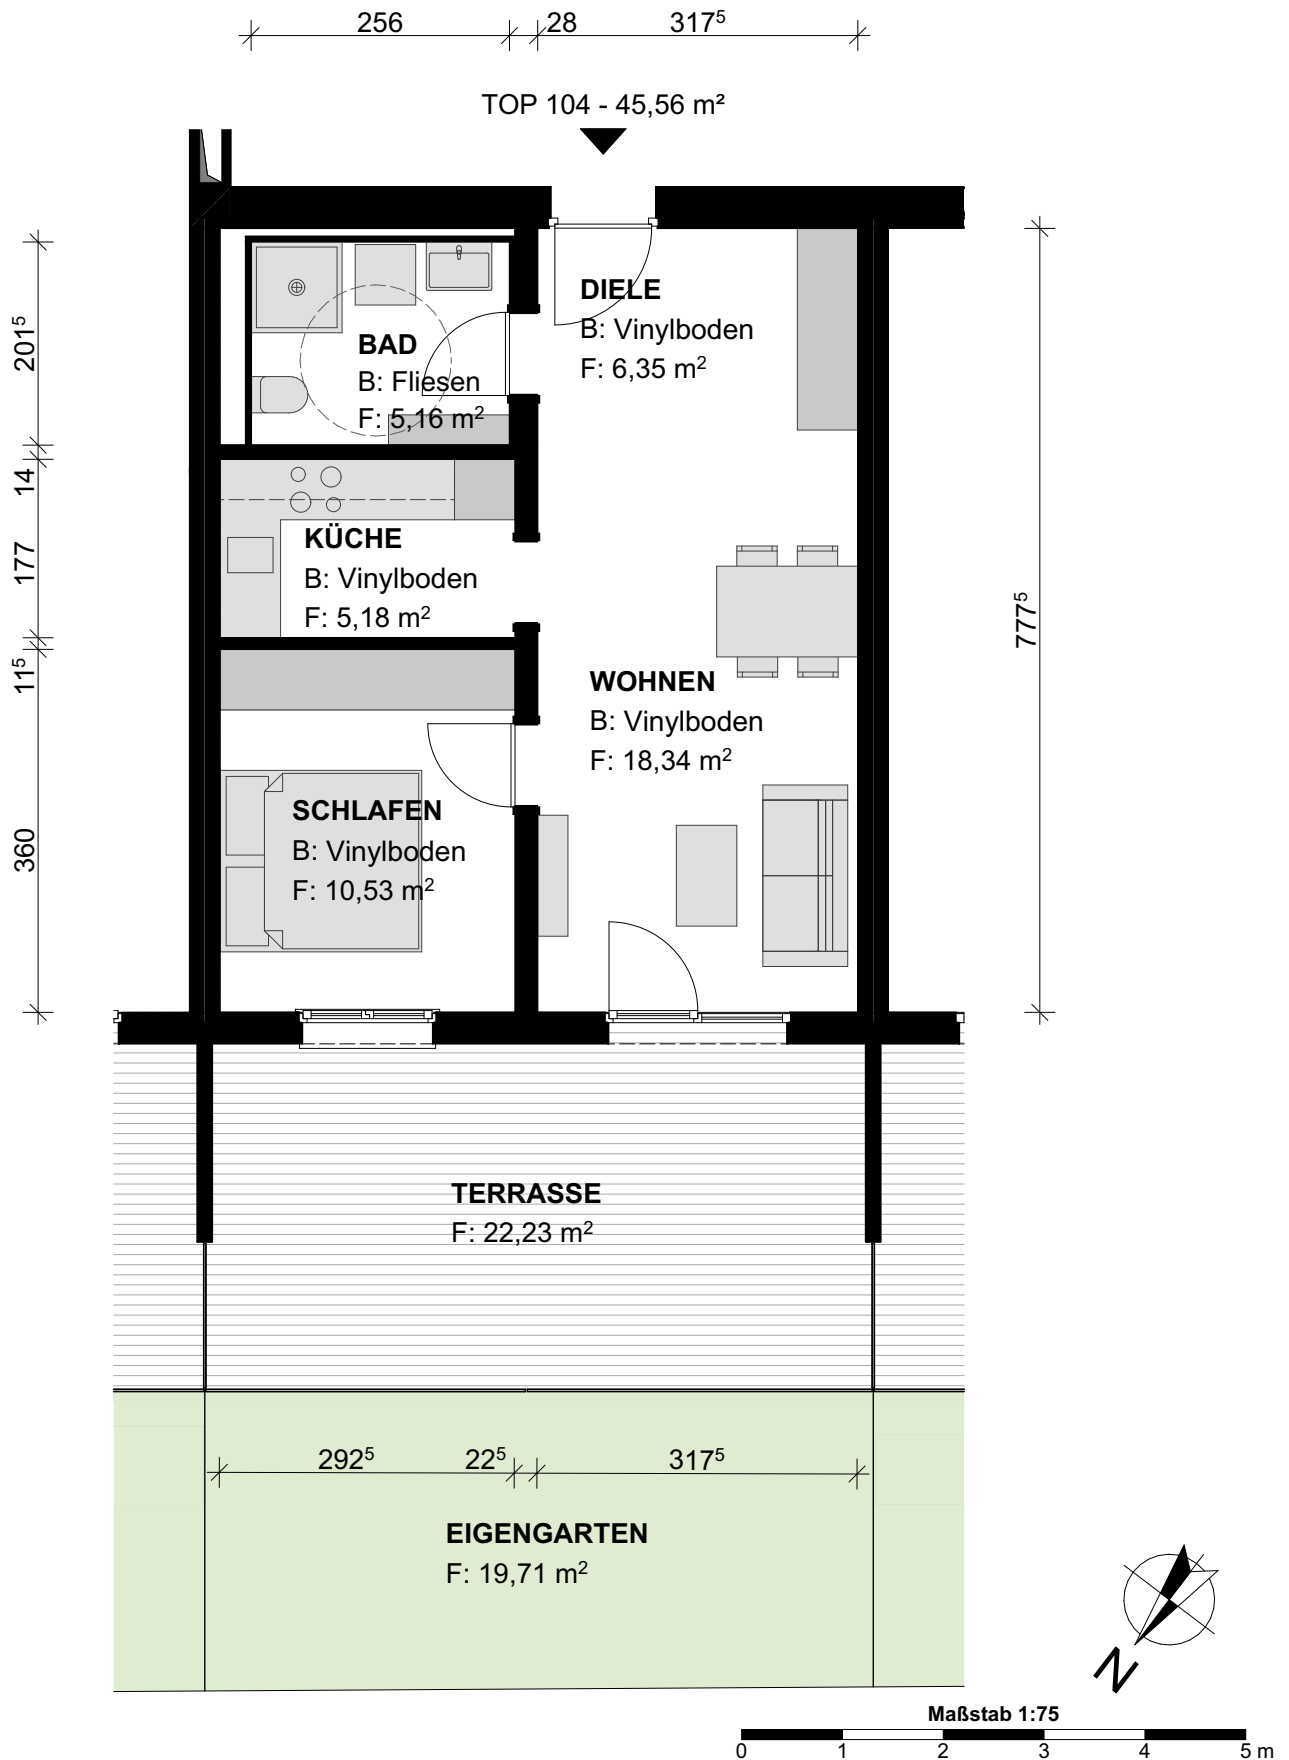 256
28
317⁵
TOP 104 - 45,56 m²
DIELE
B: Vinylboden
F: 6,35 m²
BAD
B: Fliesen
F: 5,16 m²
KÜCHE
B: Vinylboden
F: 5,18 m²
WOHNEN
B: Vinylboden
F: 18,34 m²
SCHLAFEN
B: Vinylboden
F: 10,53 m²
201⁵
14
177
11⁵
360
777⁵
TERRASSE
F: 22,23 m²
292⁵
22⁵
317⁵
EIGENGARTEN
F: 19,71 m²
N
Maßstab 1:75
0 1 2 3 4 5 m